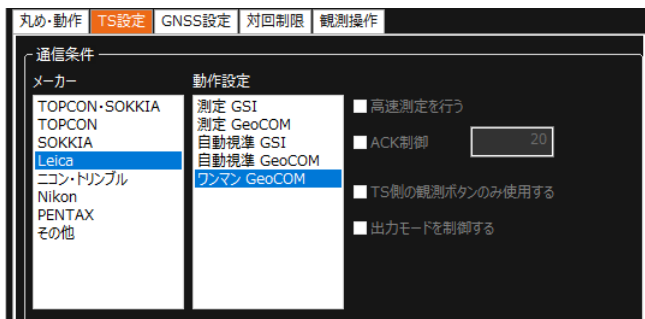 丸め・動作 TS設定 GNSS設定 対回制限 観測操作
通信条件
メーカー
TOPCON・SOKKIA
TOPCON
SOKKIA
Leica
ニコン・トリンブル
Nikon
PENTAX
その他
動作設定
測定 GSI
測定 GeoCOM
自動視準 GSI
自動視準 GeoCOM
ワンマン GeoCOM
高速測定を行う
ACK制御 20
TS側の観測ボタンのみ使用する
出力モードを制御する